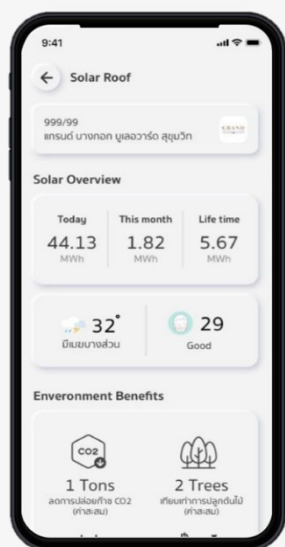 9:41
Solar Roof
999/99
แกรนด์ บางกอก บูเลอวาร์ด สุขุมวิท
GRAND
Solar Overview
Today This month Life time
44.13 1.82 5.67
MWh MWh MWh
32° 29
มีเมฆบางส่วน Good
Enveronment Benefits
CO2
1 Tons 2 Trees
ลดการปล่อยก๊าซ CO2 เทียบเท่าการปลูกต้นไม้
(ค่าสะสม) (ค่าสะสม)